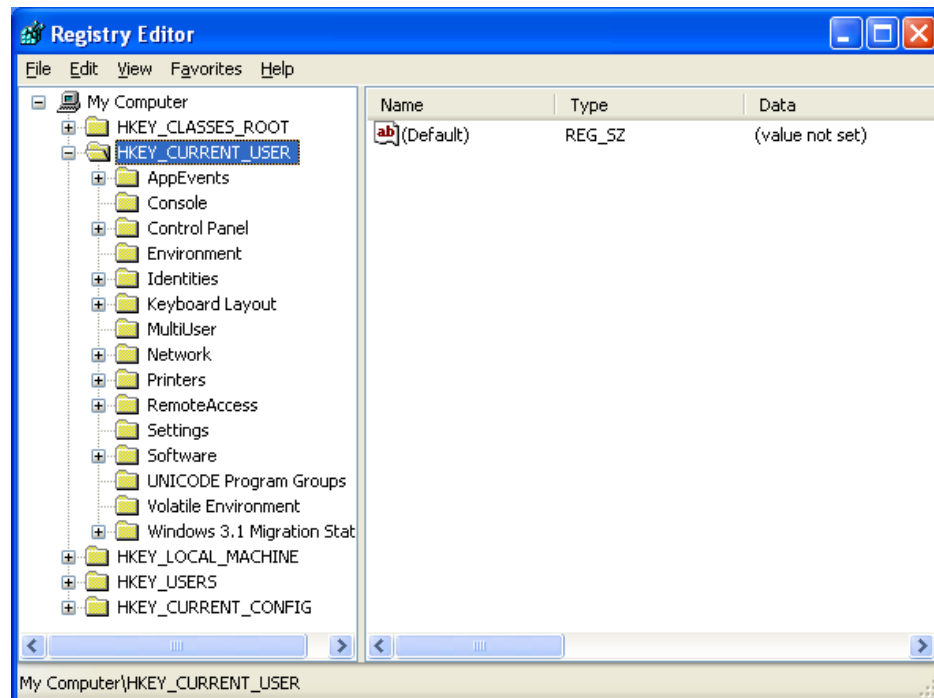 Registry Editor
File Edit View Favorites Help
My Computer
HKEY_CLASSES_ROOT
HKEY_CURRENT_USER
AppEvents
Console
Control Panel
Environment
Identities
Keyboard Layout
MultiUser
Network
Printers
RemoteAccess
Settings
Software
UNICODE Program Groups
Volatile Environment
Windows 3.1 Migration Stat
HKEY_LOCAL_MACHINE
HKEY_USERS
HKEY_CURRENT_CONFIG
Name Type Data
ab (Default) REG_SZ (value not set)
My Computer\HKEY_CURRENT_USER